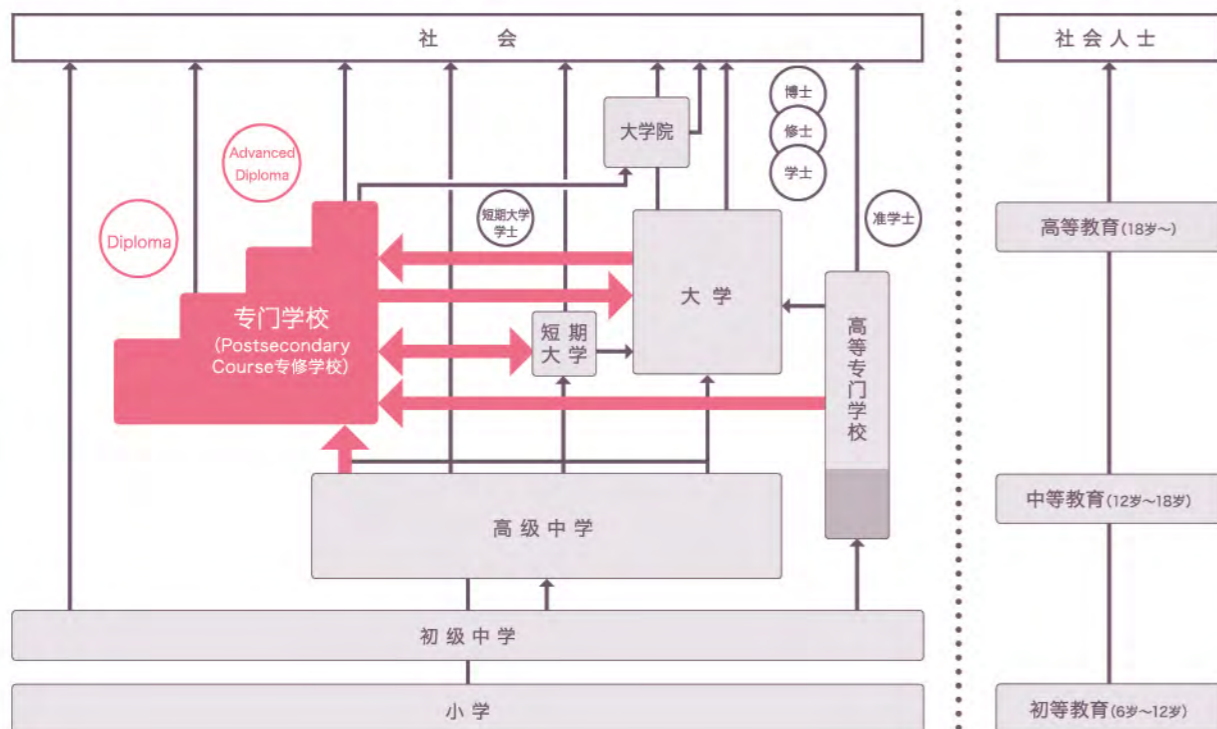 社 会
社会人士
大学院
博士
修士
学士
Advanced
Diploma
短期大学
学士
准学士
Diploma
高等教育(18岁～)
专门学校
(Postsecondary
Course专修学校)
大 学
短 期
大 学
高等专门学校
高 级 中 学
中等教育(12岁～18岁)
初 级 中 学
小 学
初等教育(6岁～12岁)